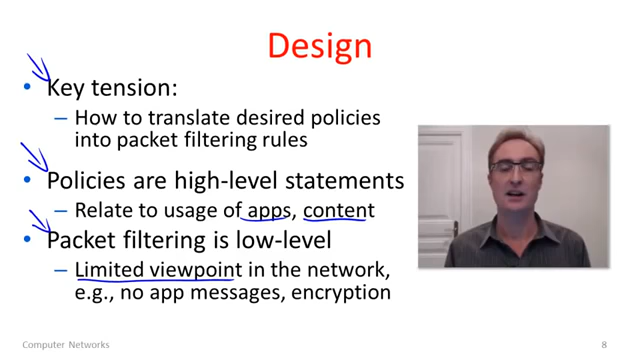 Design
• Key tension:
– How to translate desired policies
into packet filtering rules
• Policies are high-level statements
– Relate to usage of apps, content
• Packet filtering is low-level
– Limited viewpoint in the network,
e.g., no app messages, encryption
Computer Networks
8